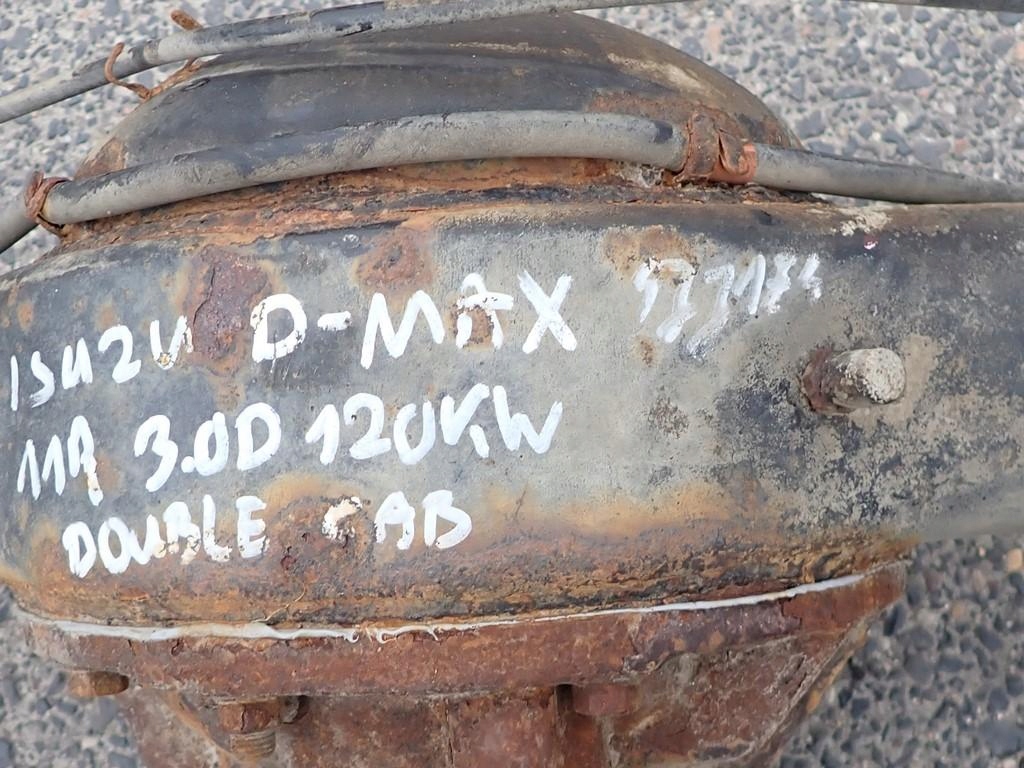 ISUZU D-MAX
11R 3.0D 120KW
DOUBLE CAB